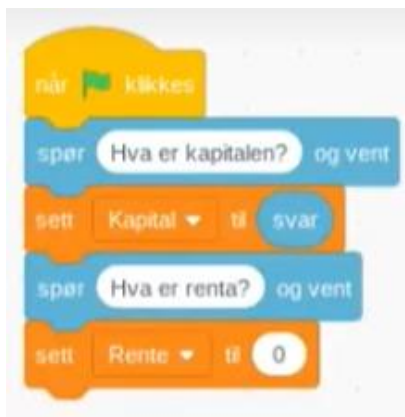 når klikkes
spør Hva er kapitalen? og vent
sett Kapital til svar
spør Hva er renta? og vent
sett Rente til 0